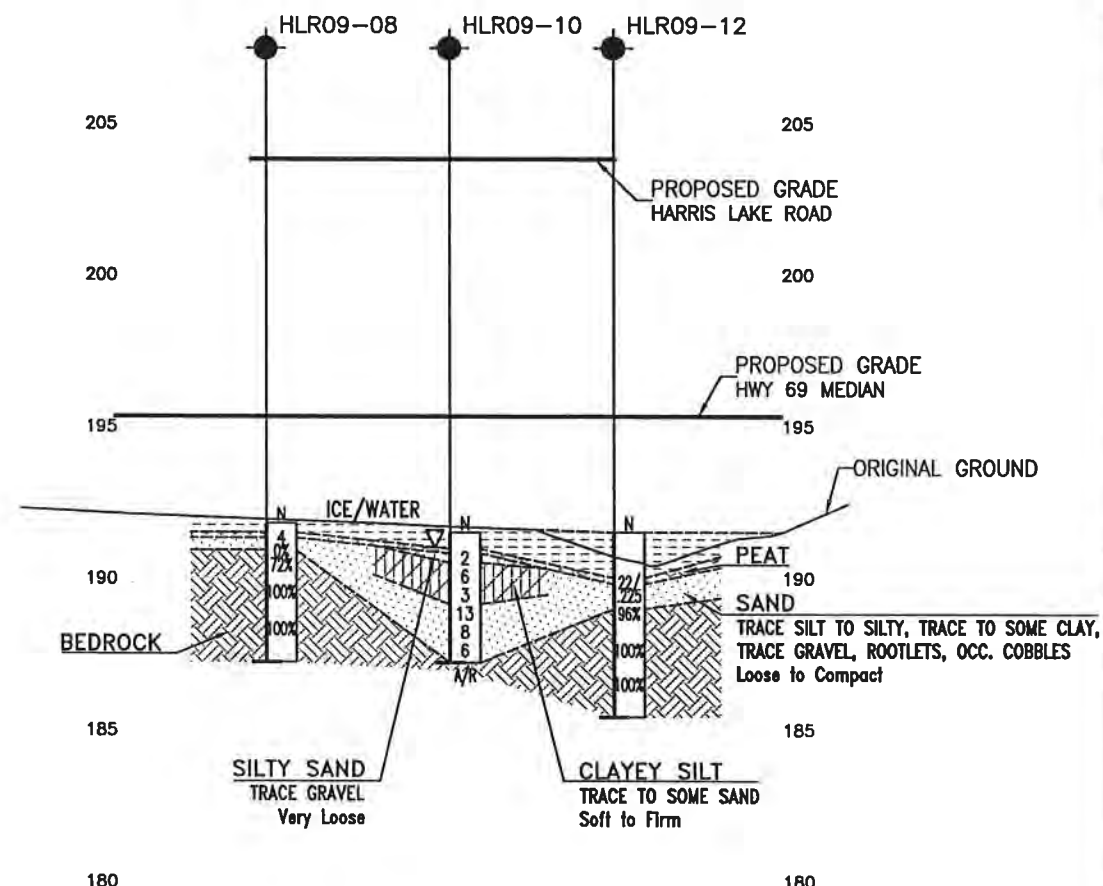 HLR09-08 HLR09-10 HLR09-12
205 205
PROPOSED GRADE
HARRIS LAKE ROAD
200 200
PROPOSED GRADE
HWY 69 MEDIAN
195 195
ORIGINAL GROUND
ICE/WATER
N N N
4
0%
72%
100%
100%
2
6
3
13
8
6
A/R
22/
.225
96%
100%
100%
PEAT
190 190
SAND
TRACE SILT TO SILTY, TRACE TO SOME CLAY,
TRACE GRAVEL, ROOTLETS, OCC. COBBLES
Loose to Compact
BEDROCK
185 185
SILTY SAND
TRACE GRAVEL
Very Loose
CLAYEY SILT
TRACE TO SOME SAND
Soft to Firm
180 180